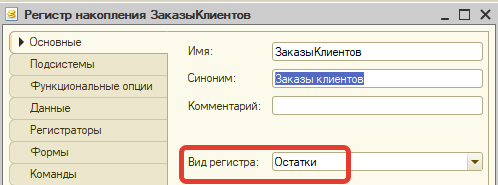 Регистр накопления ЗаказыКлиентов
Основные
Подсистемы
Функциональные опции
Данные
Регистраторы
Формы
Команды
Имя: ЗаказыКлиентов
Синоним: Заказы клиентов
Комментарий:
Вид регистра: Остатки